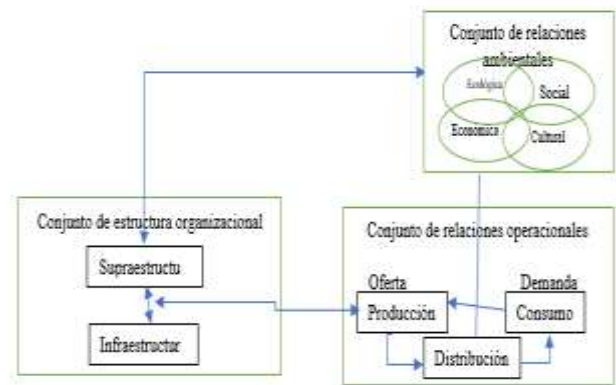 Conjunto de relaciones
ambientales
Ecológica
Social
Economica
Cultural
Conjunto de estructura organizacional
Supraestructu
Infraestructur
Conjunto de relaciones operacionales
Oferta
Demanda
Producción
Consumo
Distribución